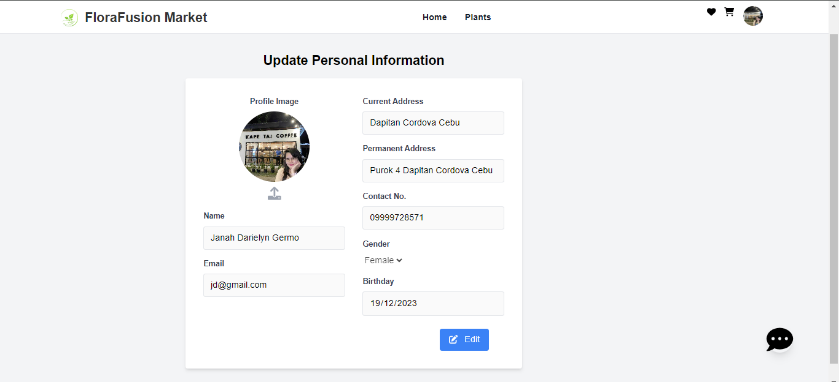 FloraFusion Market
Home
Plants
Update Personal Information
Profile Image
KAPE TAI COFFEE
Name
Janah Darielyn Germo
Email
jd@gmail.com
Current Address
Dapitan Cordova Cebu
Permanent Address
Purok 4 Dapitan Cordova Cebu
Contact No.
09999728571
Gender
Female
Birthday
19/12/2023
Edit